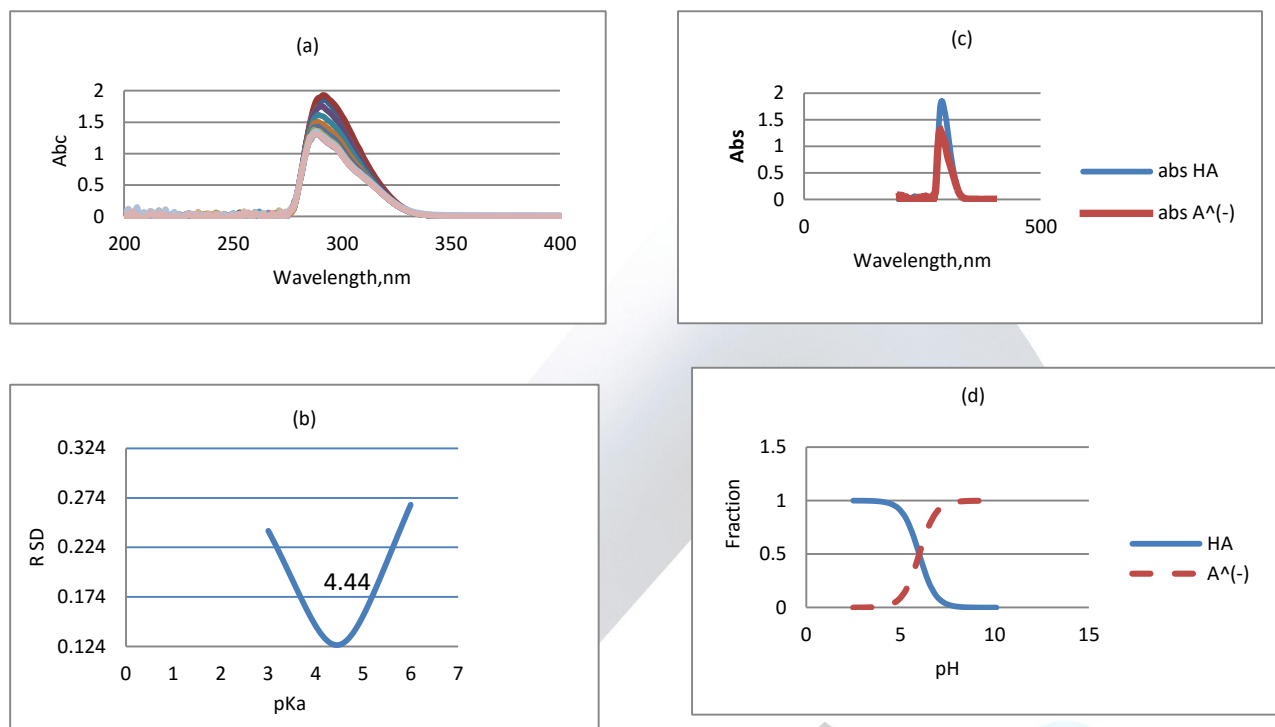 (a)
2
1.5
1
0.5
0
Abc
200 250 300 350 400
Wavelength,nm
(c)
2
1.5
1
0.5
0
Abs
0 500
Wavelength,nm
abs HA
abs A^(-)
(b)
0.324
0.274
0.224
0.174
0.124
R SD
4.44
0 1 2 3 4 5 6 7
pKa
(d)
1.5
1
0.5
0
Fraction
0 5 10 15
pH
HA
A^(-)